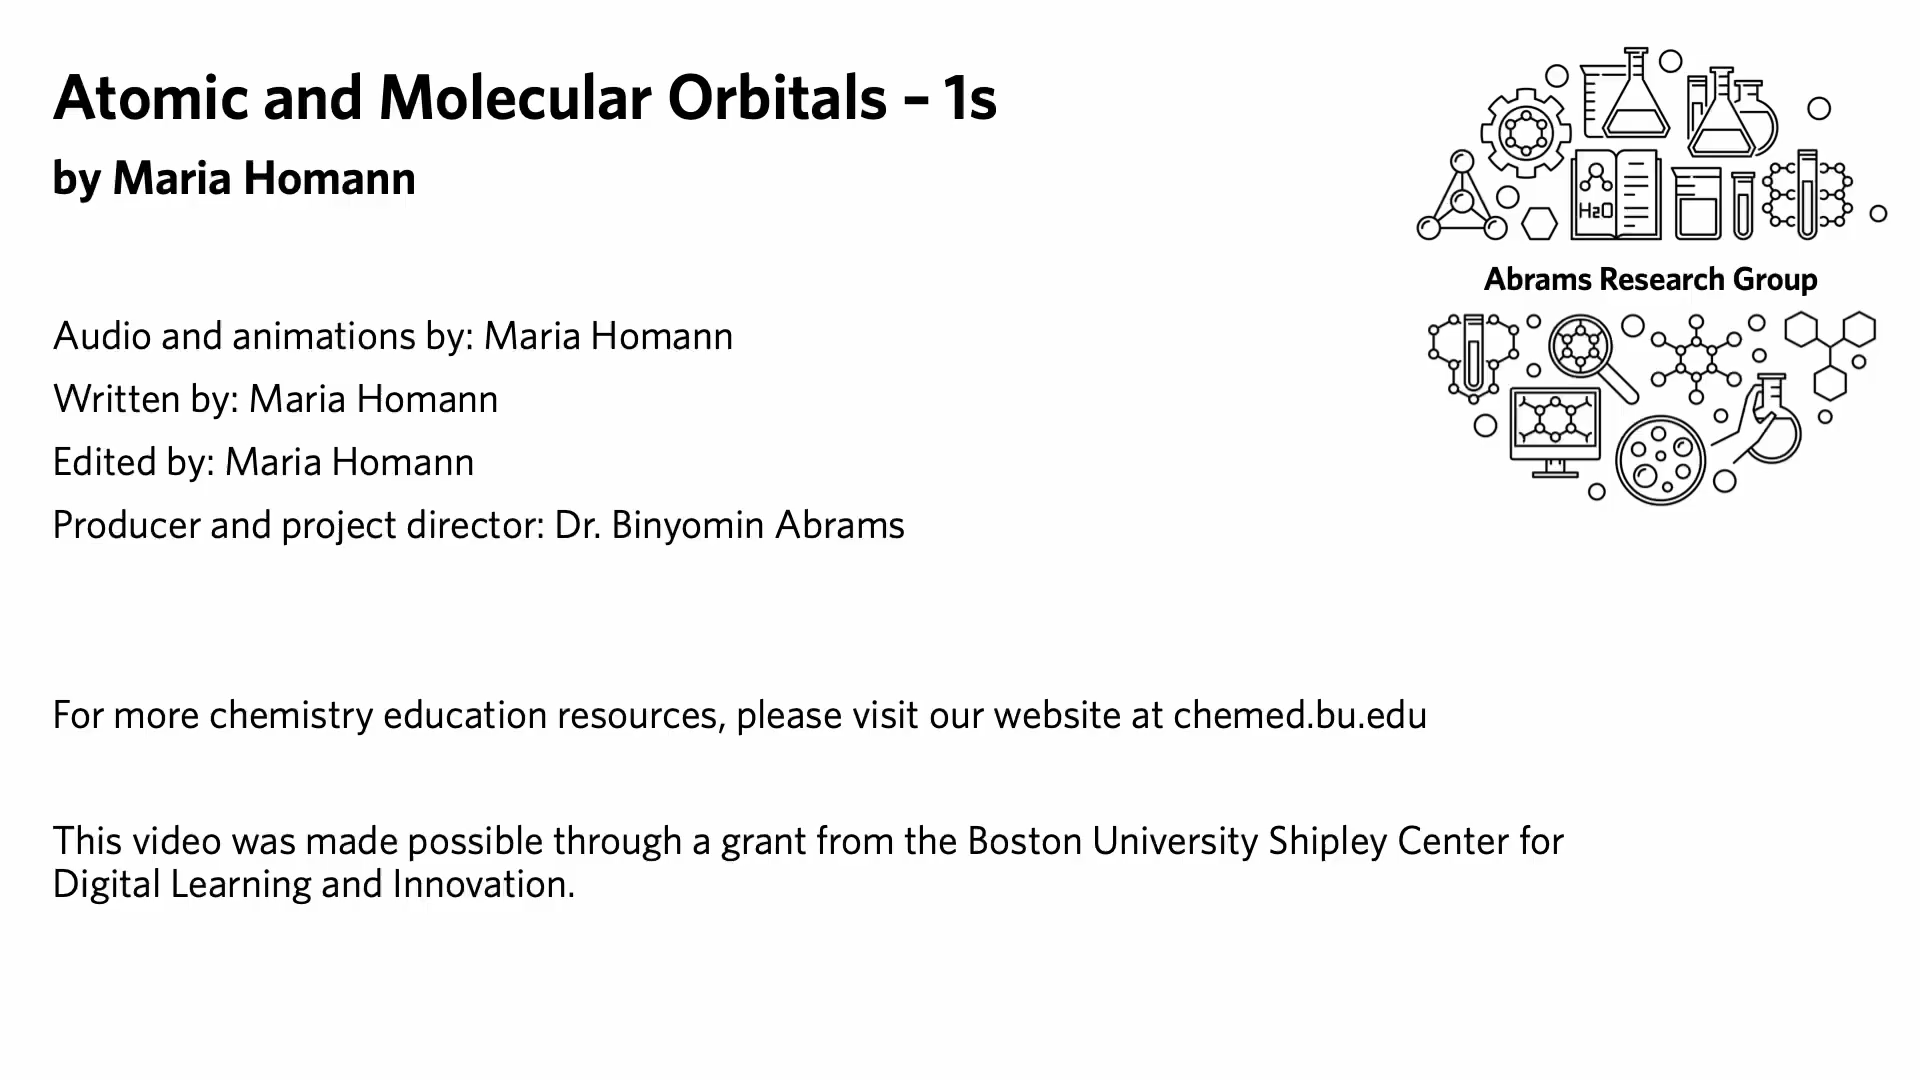 Atomic and Molecular Orbitals – 1s
by Maria Homann
H2O
Abrams Research Group
Audio and animations by: Maria Homann
Written by: Maria Homann
Edited by: Maria Homann
Producer and project director: Dr. Binyomin Abrams
For more chemistry education resources, please visit our website at chemed.bu.edu
This video was made possible through a grant from the Boston University Shipley Center for
Digital Learning and Innovation.